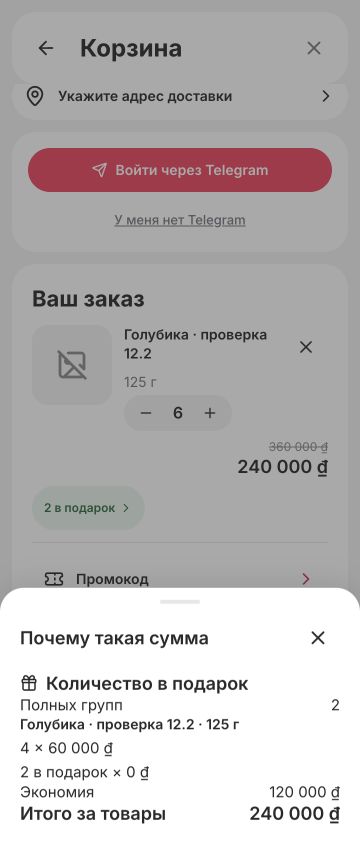 Корзина
Укажите адрес доставки
Войти через Telegram
У меня нет Telegram
Ваш заказ
Голубика · проверка
12.2
125 г
− 6 +
360 000 ₫
240 000 ₫
2 в подарок
Промокод
Почему такая сумма
Количество в подарок
Полных групп 2
Голубика · проверка 12.2 · 125 г
4 × 60 000 ₫
2 в подарок × 0 ₫
Экономия 120 000 ₫
Итого за товары 240 000 ₫